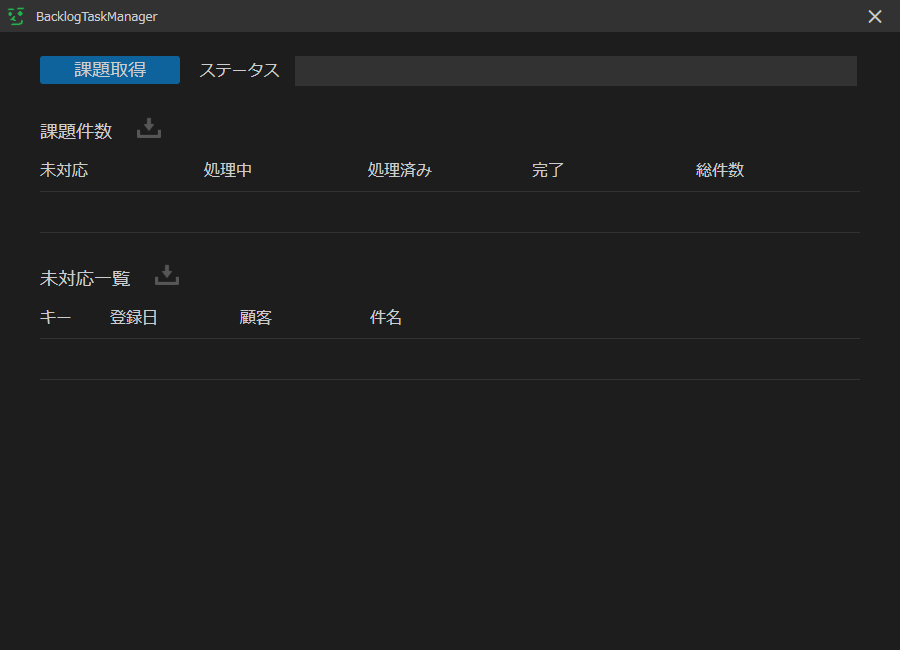 BacklogTaskManager
課題取得 ステータス
課題件数
未対応 処理中 処理済み 完了 総件数
未対応一覧
キー 登録日 顧客 件名